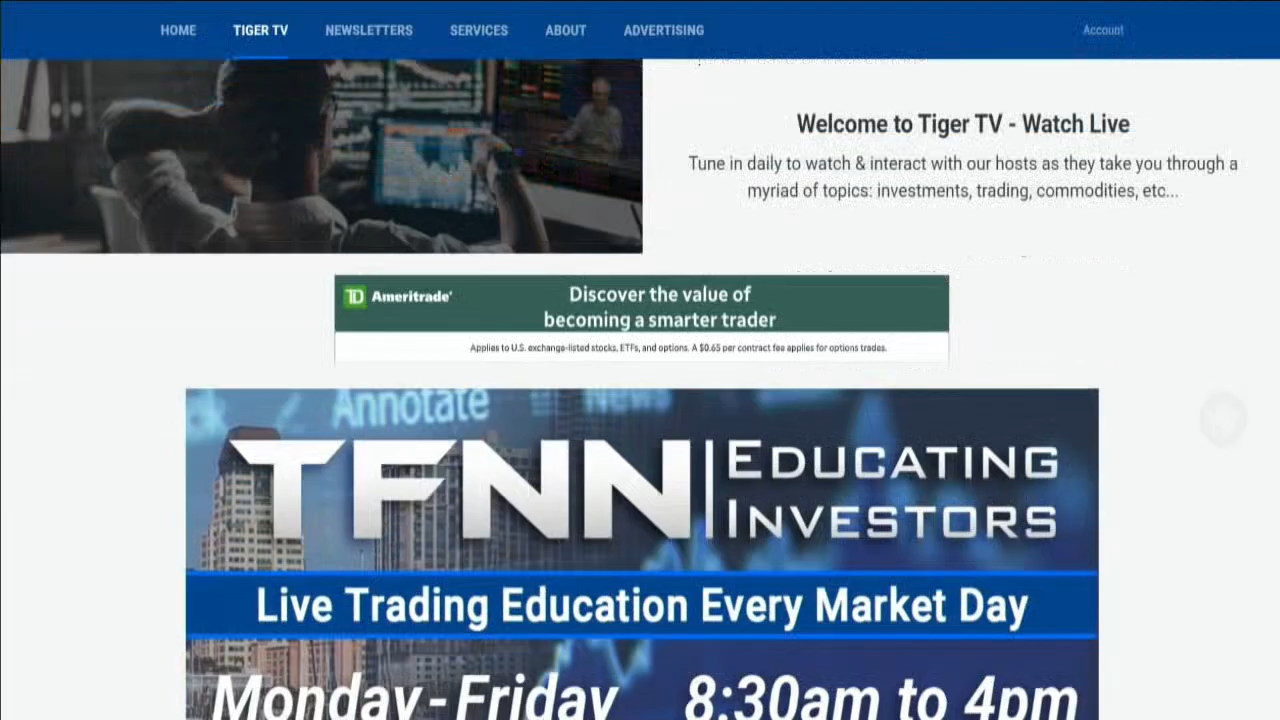 HOME TIGER TV NEWSLETTERS SERVICES ABOUT ADVERTISING Account
Welcome to Tiger TV - Watch Live
Tune in daily to watch & interact with our hosts as they take you through a
myriad of topics: investments, trading, commodities, etc...
TD Ameritrade
Discover the value of
becoming a smarter trader
Applies to U.S. exchange-listed stocks, ETFs, and options. A $0.65 per contract fee applies for options trades.
Annotate News
TFNN EDUCATING
INVESTORS
Live Trading Education Every Market Day
Monday - Friday 8:30am to 4pm